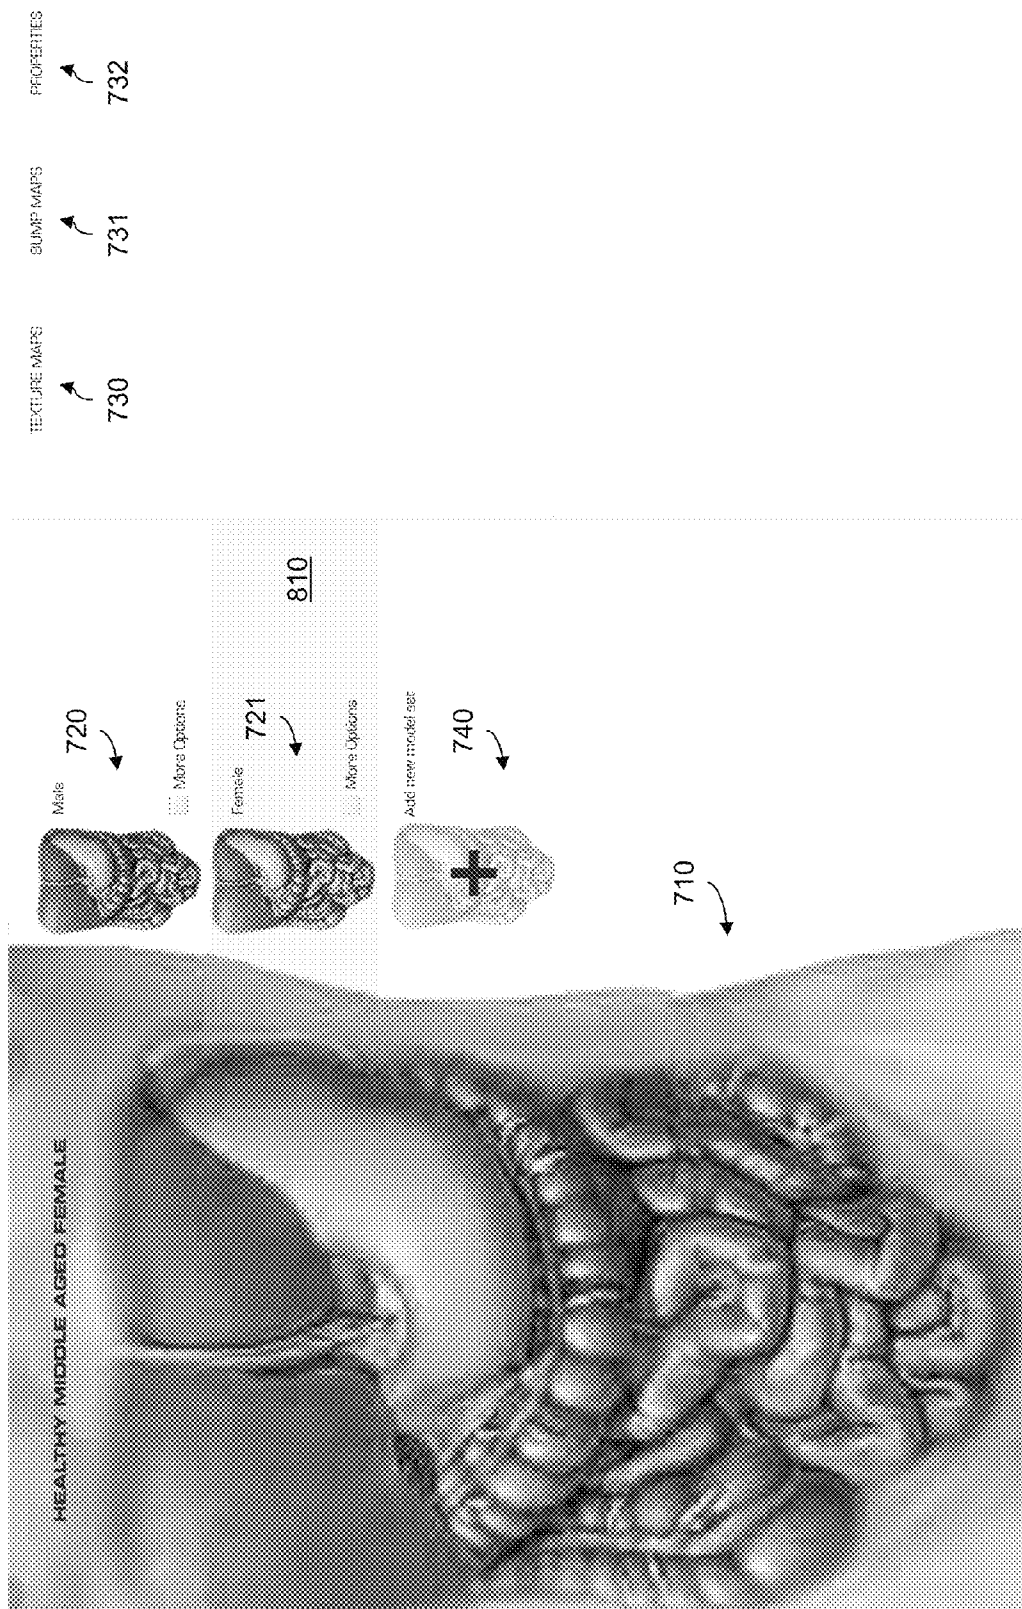 HEALTHY MIDDLE AGED FEMALE
Male
720
More Options
Female
721
810
More Options
Add new model set
740
710
TEXTURE MAPS
730
BUMP MAPS
731
PROPERTIES
732